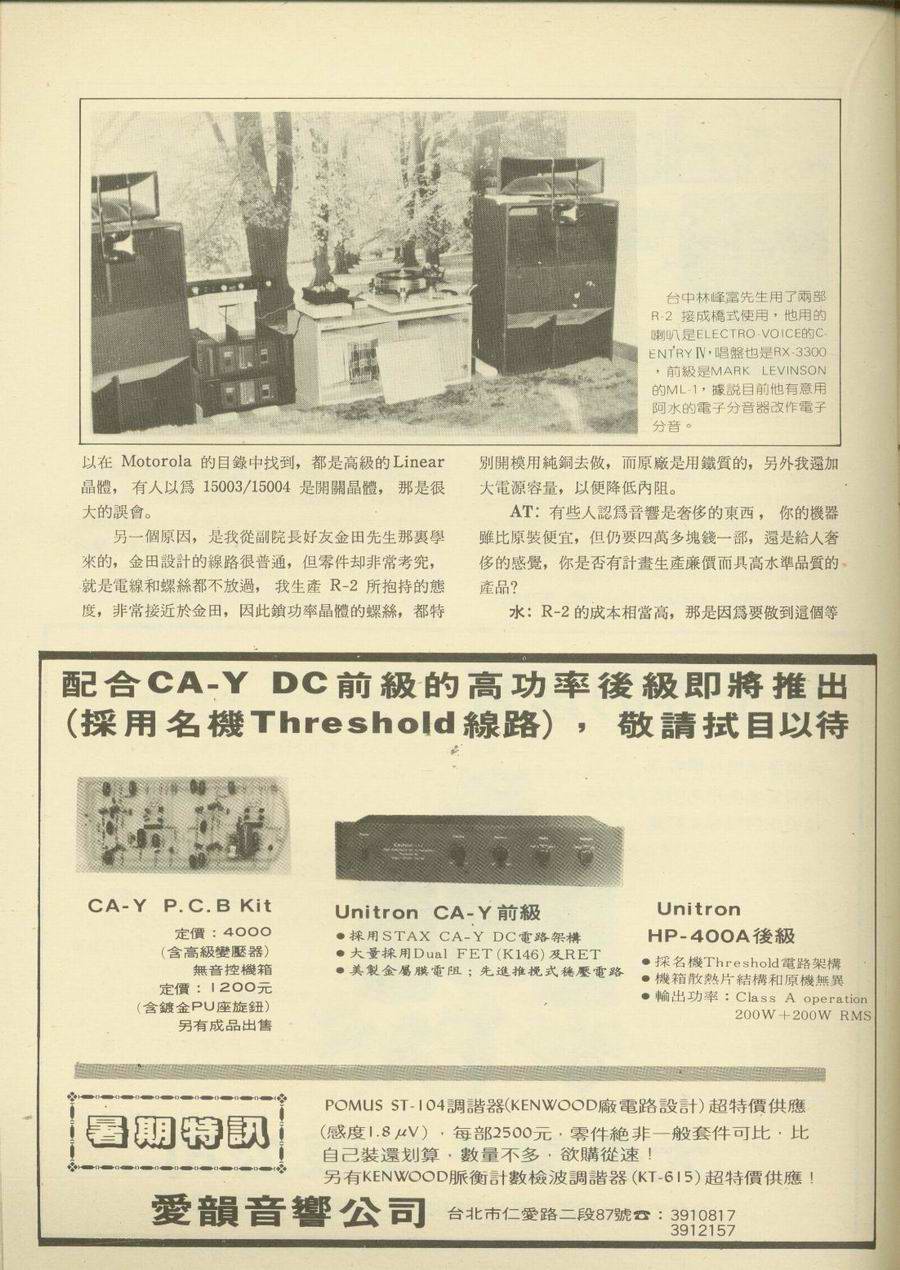 台中林峰富先生用了兩部
R-2 接成橋式使用，他用的
喇叭是ELECTRO-VOICE的C-
ENTRY Ⅳ，唱盤也是RX-3300
，前級是MARK LEVINSON
的ML-1，據說目前他有意用
阿水的電子分音器改作電子
分音。
以在 Motorola 的目錄中找到，都是高級的Linear
晶體，有人以爲 15003/15004 是開關晶體，那是很
大的誤會。
另一個原因，是我從副院長好友金田先生那裏學
來的，金田設計的線路很普通，但零件却非常考究，
就是電線和螺絲都不放過，我生產 R-2 所抱持的態
度，非常接近於金田，因此鎖功率晶體的螺絲，都特
別開模用純銅去做，而原廠是用鐵質的，另外我還加
大電源容量，以便降低內阻。
AT：有些人認爲音響是奢侈的東西，你的機器
雖比原裝便宜，但仍要四萬多塊錢一部，還是給人奢
侈的感覺，你是否有計畫生產廉價而具高水準品質的
產品？
水：R-2 的成本相當高，那是因爲要做到這個等
配合CA-Y DC前級的高功率後級即將推出
(採用名機Threshold線路)，敬請拭目以待
CA-Y P.C.B Kit
定價：4000
(含高級變壓器)
無音控機箱
定價：1200元
(含鍍金PU座旋鈕)
另有成品出售
Unitron CA-Y前級
●採用STAX CA-Y DC電路架構
●大量採用Dual FET(K146)及RET
●美製金屬膜電阻；先進推挽式穩壓電路
Unitron
HP-400A後級
●採名機Threshold電路架構
●機箱散熱片結構和原機無異
●輸出功率：Class A operation
200W＋200W RMS
暑期特訊
POMUS ST-104調諧器(KENWOOD廠電路設計)超特價供應
(感度1.8μV)．每部2500元．零件絶非一般套件可比．比
自己裝還划算．數量不多．欲購從速！
另有KENWOOD脈衡計數檢波調諧器(KT-615)超特價供應！
愛韻音響公司
台北市仁愛路二段87號☎：3910817
3912157